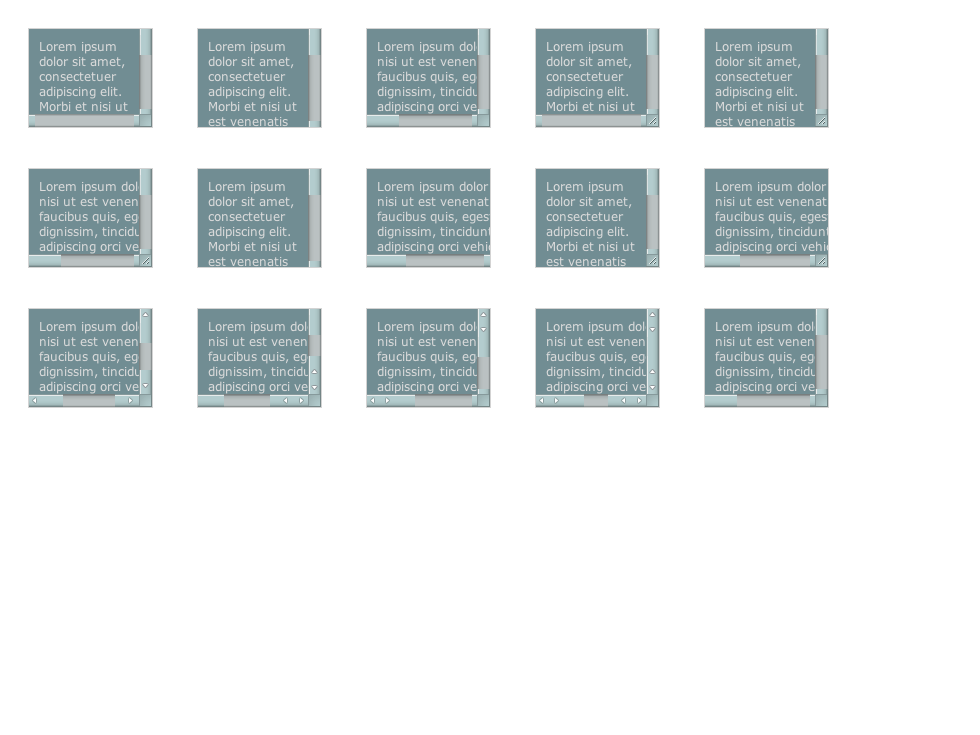 Lorem ipsum
dolor sit amet,
consectetuer
adipiscing elit.
Morbi et nisi ut
Lorem ipsum
dolor sit amet,
consectetuer
adipiscing elit.
Morbi et nisi ut
est venenatis
Lorem ipsum dol
nisi ut est venen
faucibus quis, eg
dignissim, tincidu
adipiscing orci ve
Lorem ipsum
dolor sit amet,
consectetuer
adipiscing elit.
Morbi et nisi ut
Lorem ipsum
dolor sit amet,
consectetuer
adipiscing elit.
Morbi et nisi ut
est venenatis
Lorem ipsum dol
nisi ut est venen
faucibus quis, eg
dignissim, tincidu
adipiscing orci ve
Lorem ipsum
dolor sit amet,
consectetuer
adipiscing elit.
Morbi et nisi ut
est venenatis
Lorem ipsum dolor
nisi ut est venenat
faucibus quis, eges
dignissim, tincidunt
adipiscing orci vehi
Lorem ipsum
dolor sit amet,
consectetuer
adipiscing elit.
Morbi et nisi ut
est venenatis
Lorem ipsum dolor
nisi ut est venenat
faucibus quis, eges
dignissim, tincidunt
adipiscing orci vehi
Lorem ipsum dol
nisi ut est venen
faucibus quis, eg
dignissim, tincidu
adipiscing orci ve
Lorem ipsum dol
nisi ut est venen
faucibus quis, eg
dignissim, tincidu
adipiscing orci ve
Lorem ipsum dol
nisi ut est venen
faucibus quis, eg
dignissim, tincidu
adipiscing orci ve
Lorem ipsum dol
nisi ut est venen
faucibus quis, eg
dignissim, tincidu
adipiscing orci ve
Lorem ipsum dol
nisi ut est venen
faucibus quis, eg
dignissim, tincidu
adipiscing orci ve